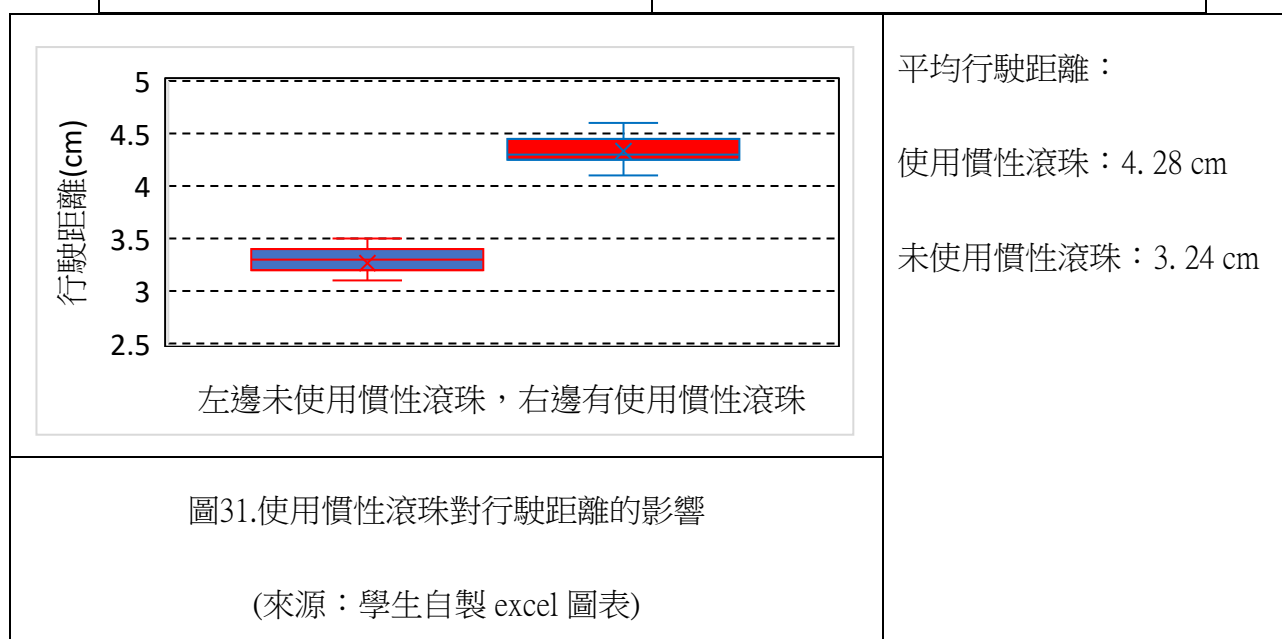 5
4.5
4
3.5
3
2.5
行駛距離(cm)
左邊未使用慣性滾珠，右邊有使用慣性滾珠
圖31.使用慣性滾珠對行駛距離的影響
(來源：學生自製 excel 圖表)
平均行駛距離：
使用慣性滾珠：4. 28 cm
未使用慣性滾珠：3. 24 cm